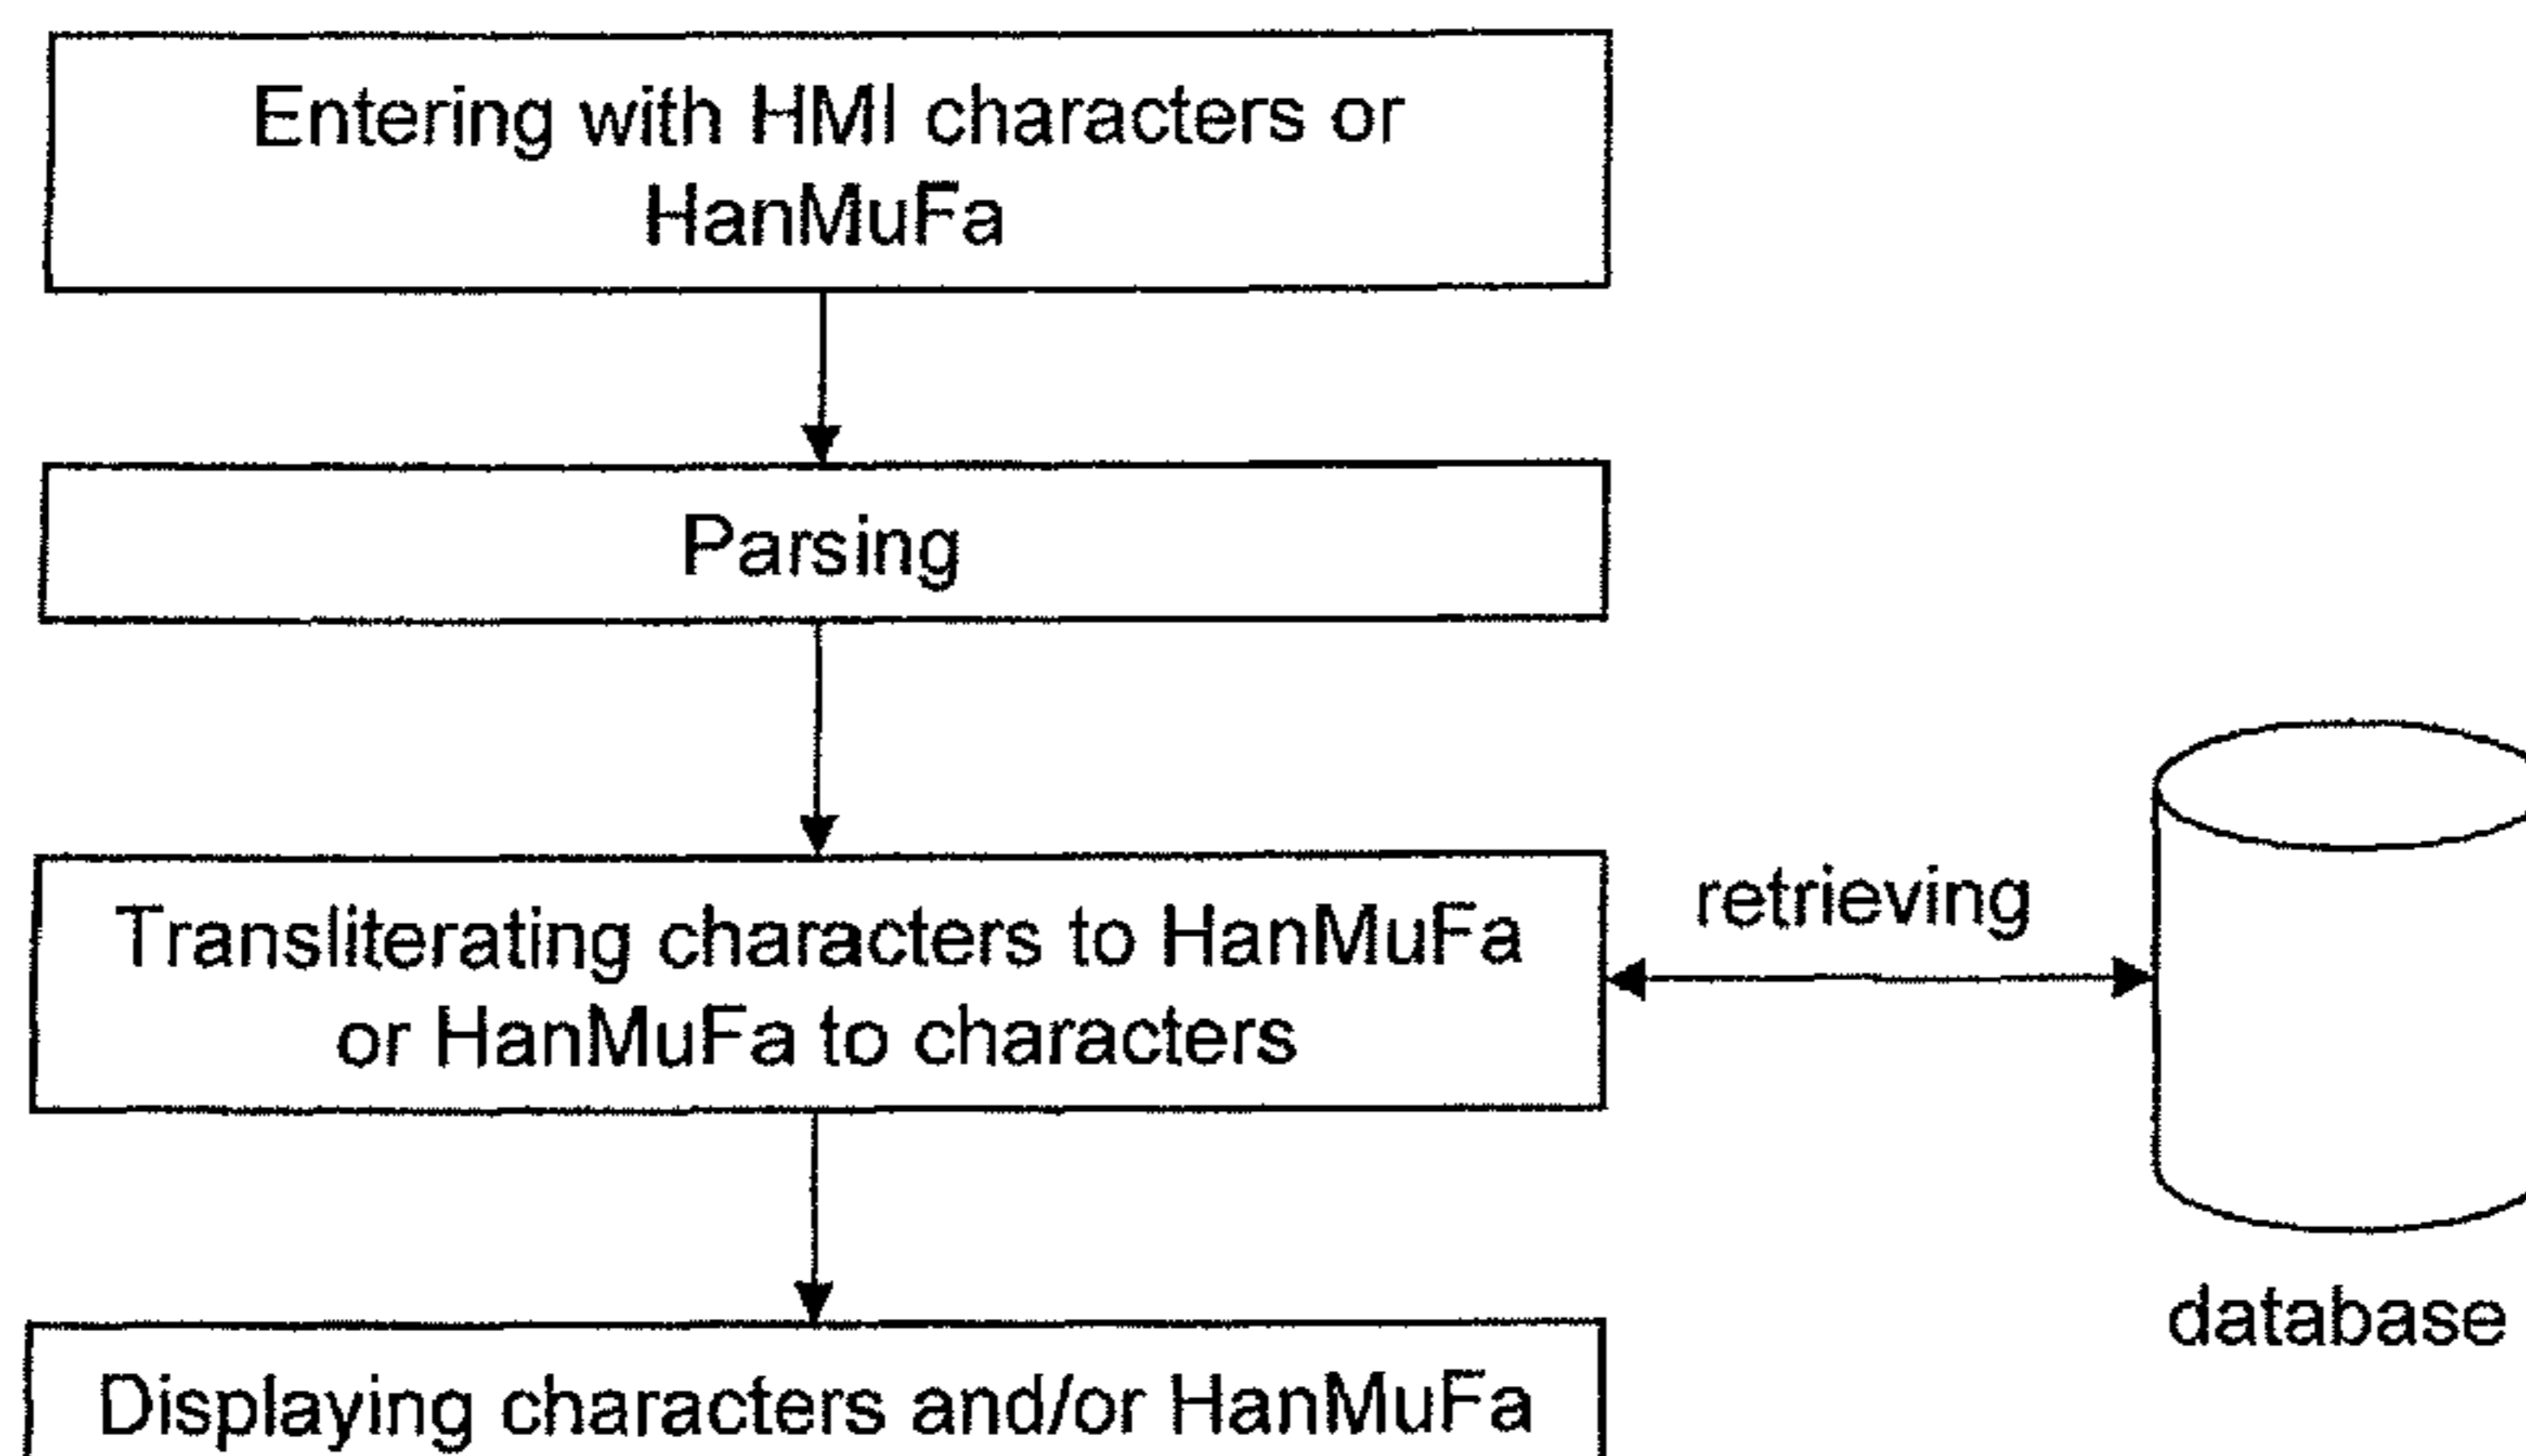 Entering with HMI characters or
HanMuFa
Parsing
Transliterating characters to HanMuFa
or HanMuFa to characters
retrieving
database
Displaying characters and/or HanMuFa